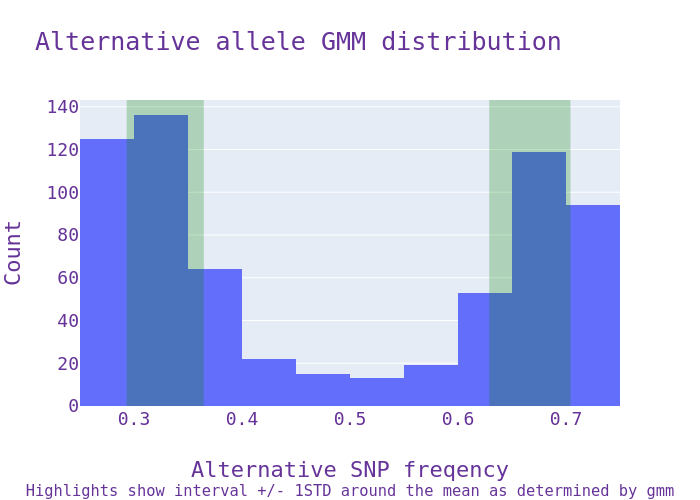 Alternative allele GMM distribution
140
120
100
80
60
40
20
0
Count
0.3 0.4 0.5 0.6 0.7
Alternative SNP freqency
Highlights show interval +/- 1STD around the mean as determined by gmm